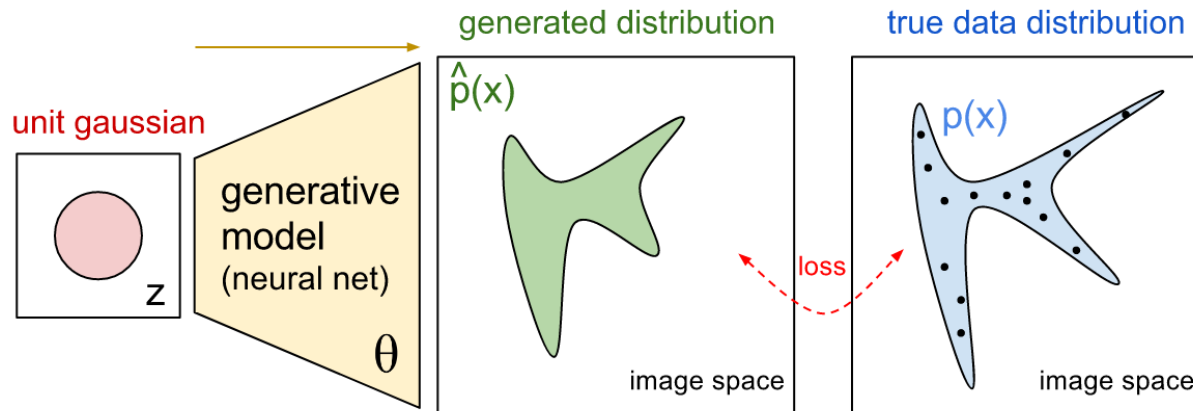 generated distribution
true data distribution
unit gaussian
z
generative
model
(neural net)
θ
p̂(x)
image space
loss
p(x)
image space